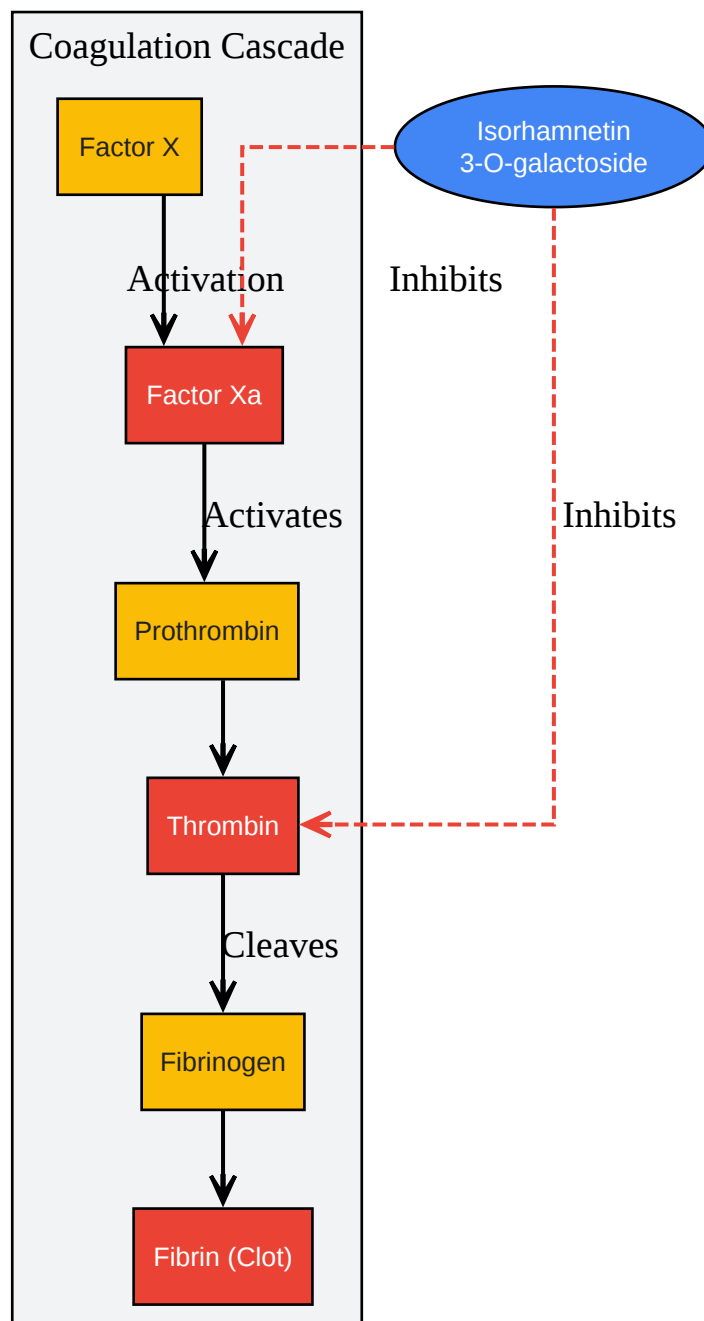 Coagulation Cascade
Factor X
Isorhamnetin
3-O-galactoside
Activation
Inhibits
Factor Xa
Activates
Inhibits
Prothrombin
Thrombin
Cleaves
Fibrinogen
Fibrin (Clot)